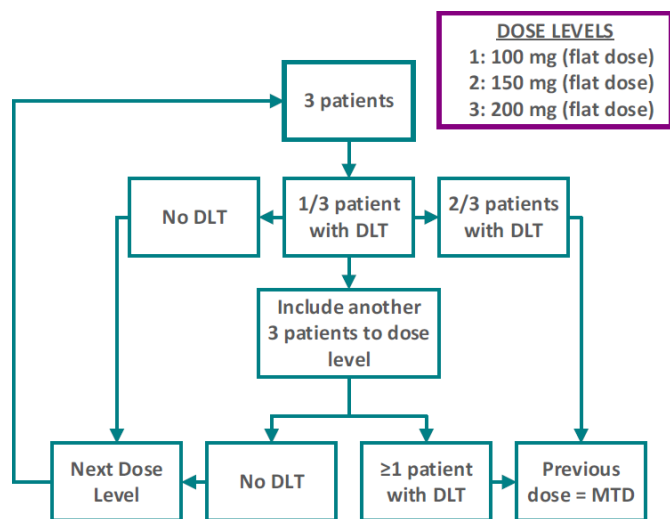 DOSE LEVELS
1: 100 mg (flat dose)
2: 150 mg (flat dose)
3: 200 mg (flat dose)
3 patients
No DLT
1/3 patient
with DLT
2/3 patients
with DLT
Include another
3 patients to dose
level
Next Dose
Level
No DLT
≥1 patient
with DLT
Previous
dose = MTD